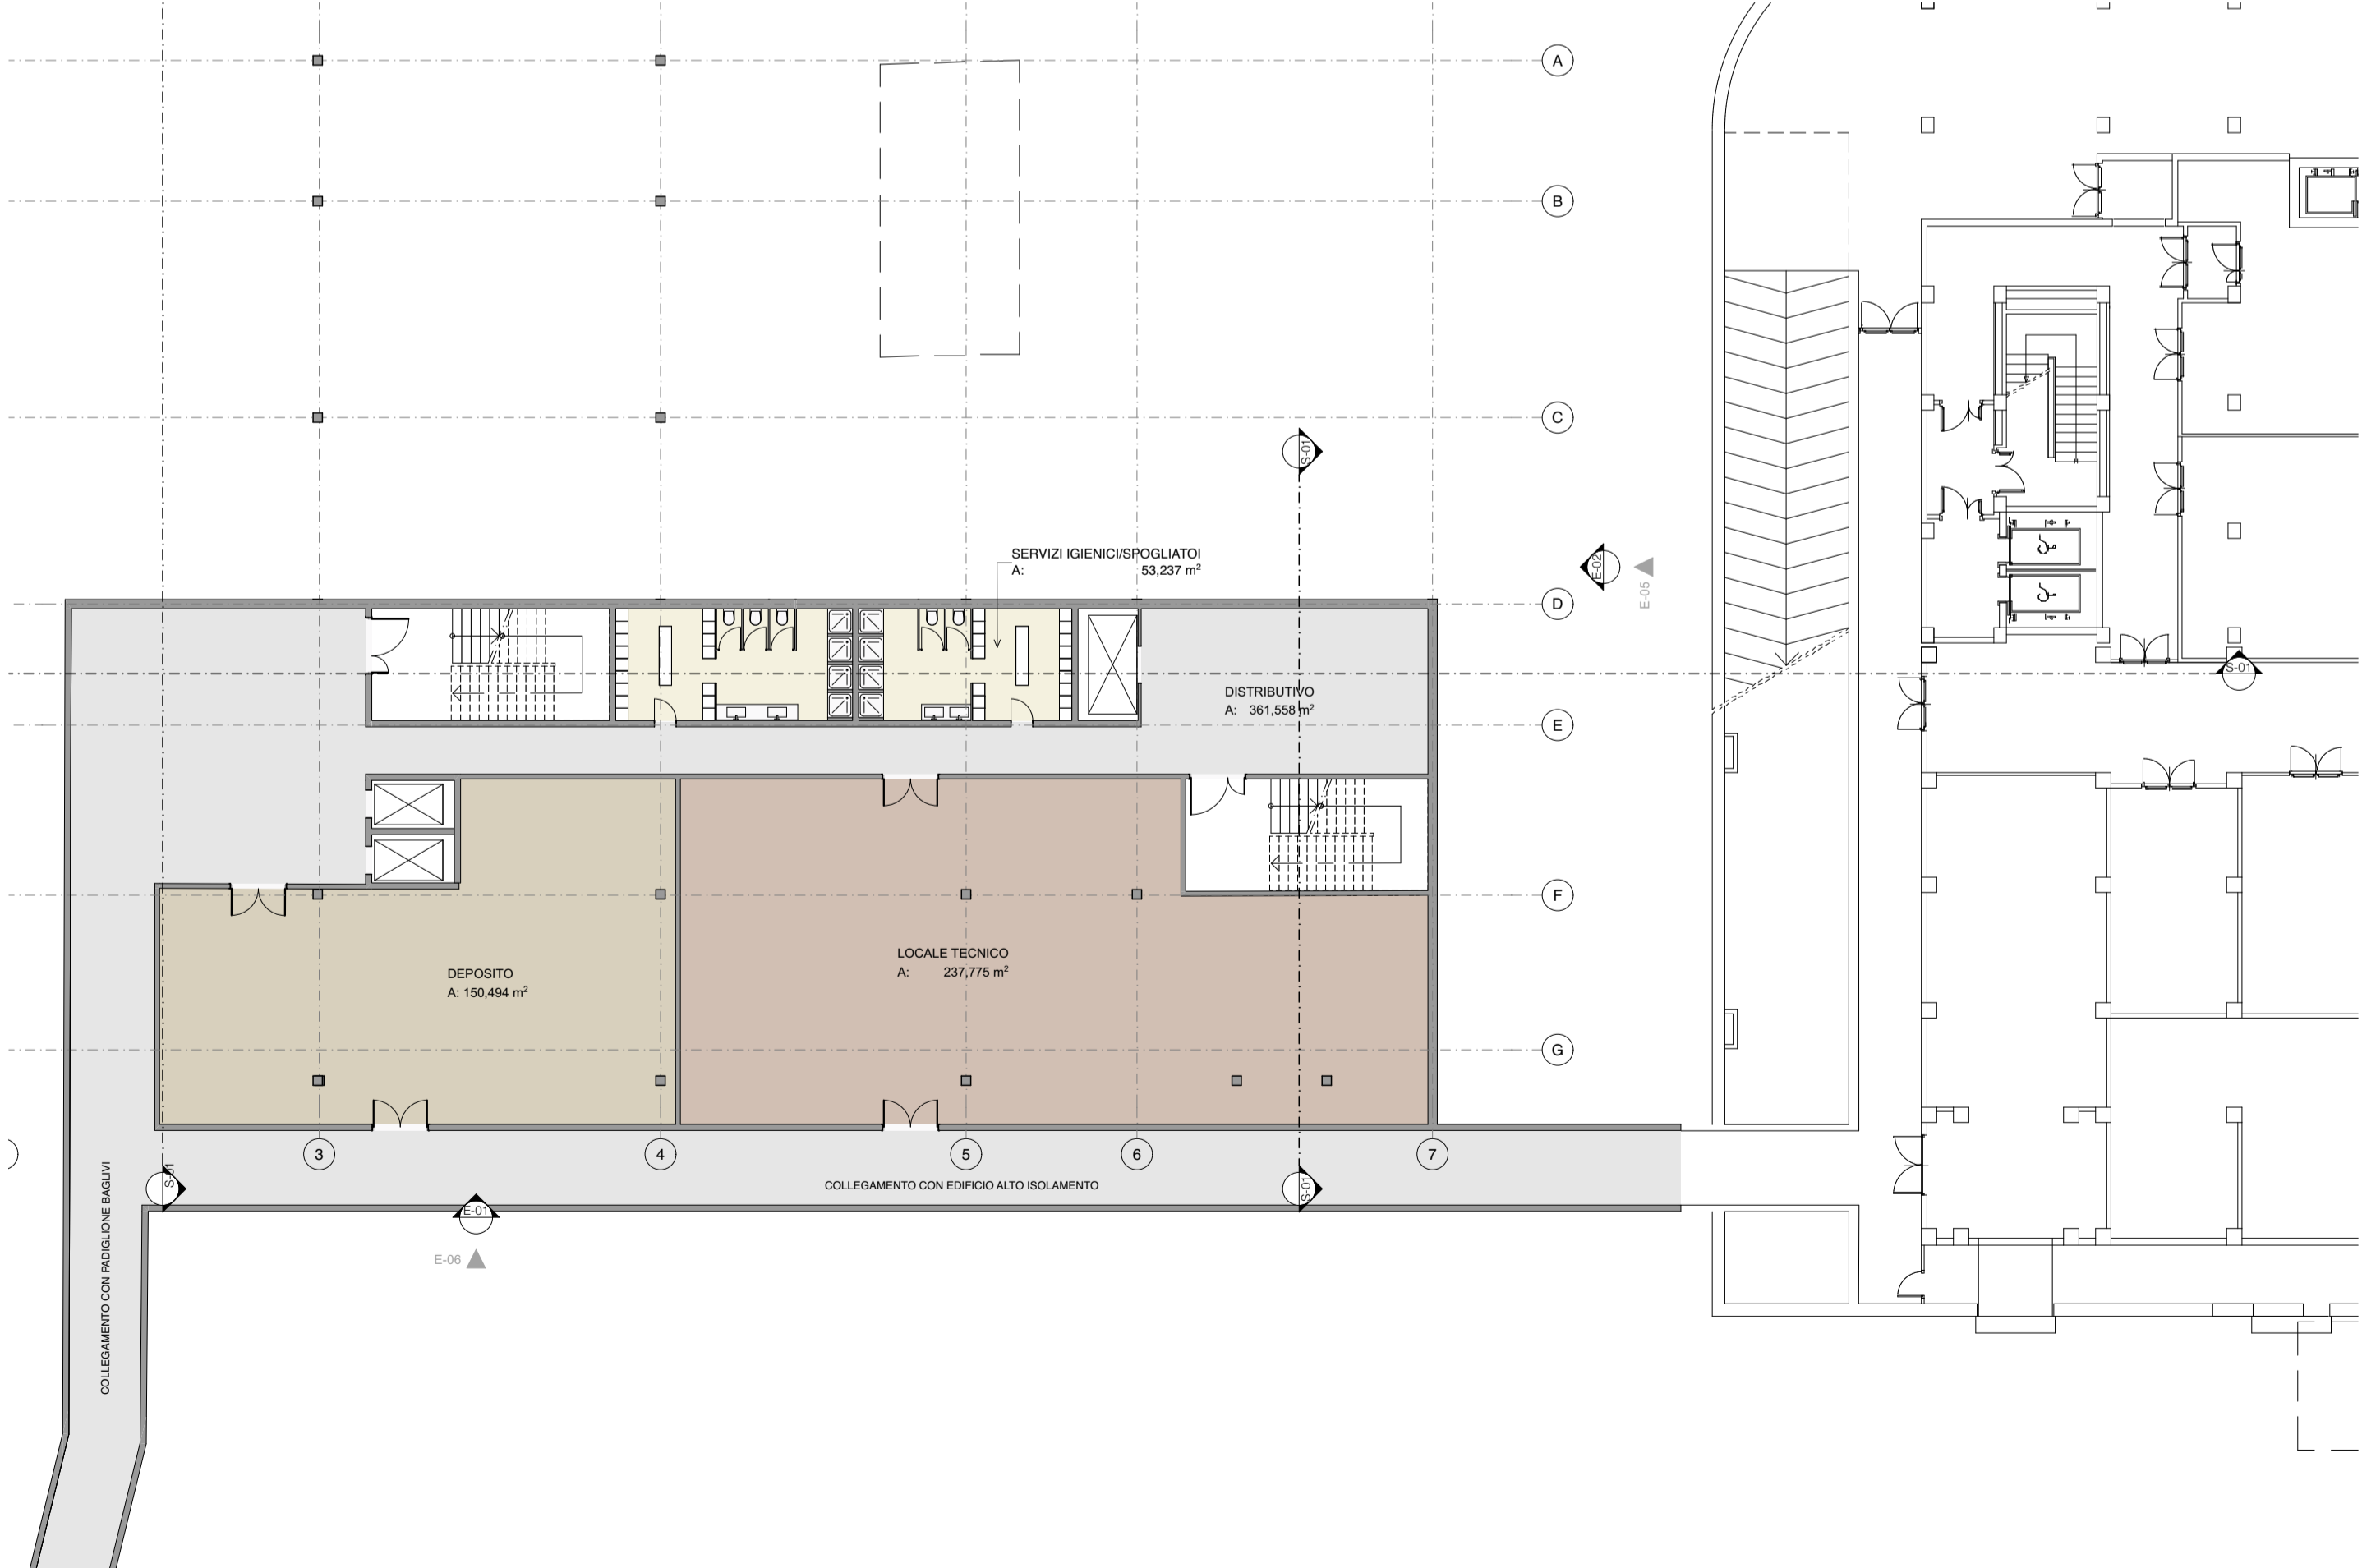 A
B
C
S-01
SERVIZI IGIENICI/SPOGLIATOI
A: 53,237 m²
E-02
E-05
D
S-01
DISTRIBUTIVO
A: 361,558 m²
E
F
LOCALE TECNICO
A: 237,775 m²
DEPOSITO
A: 150,494 m²
G
3
4
5
6
7
S-01
COLLEGAMENTO CON EDIFICIO ALTO ISOLAMENTO
S-01
E-01
E-06
COLLEGAMENTO CON PADIGLIONE BAGLIVI